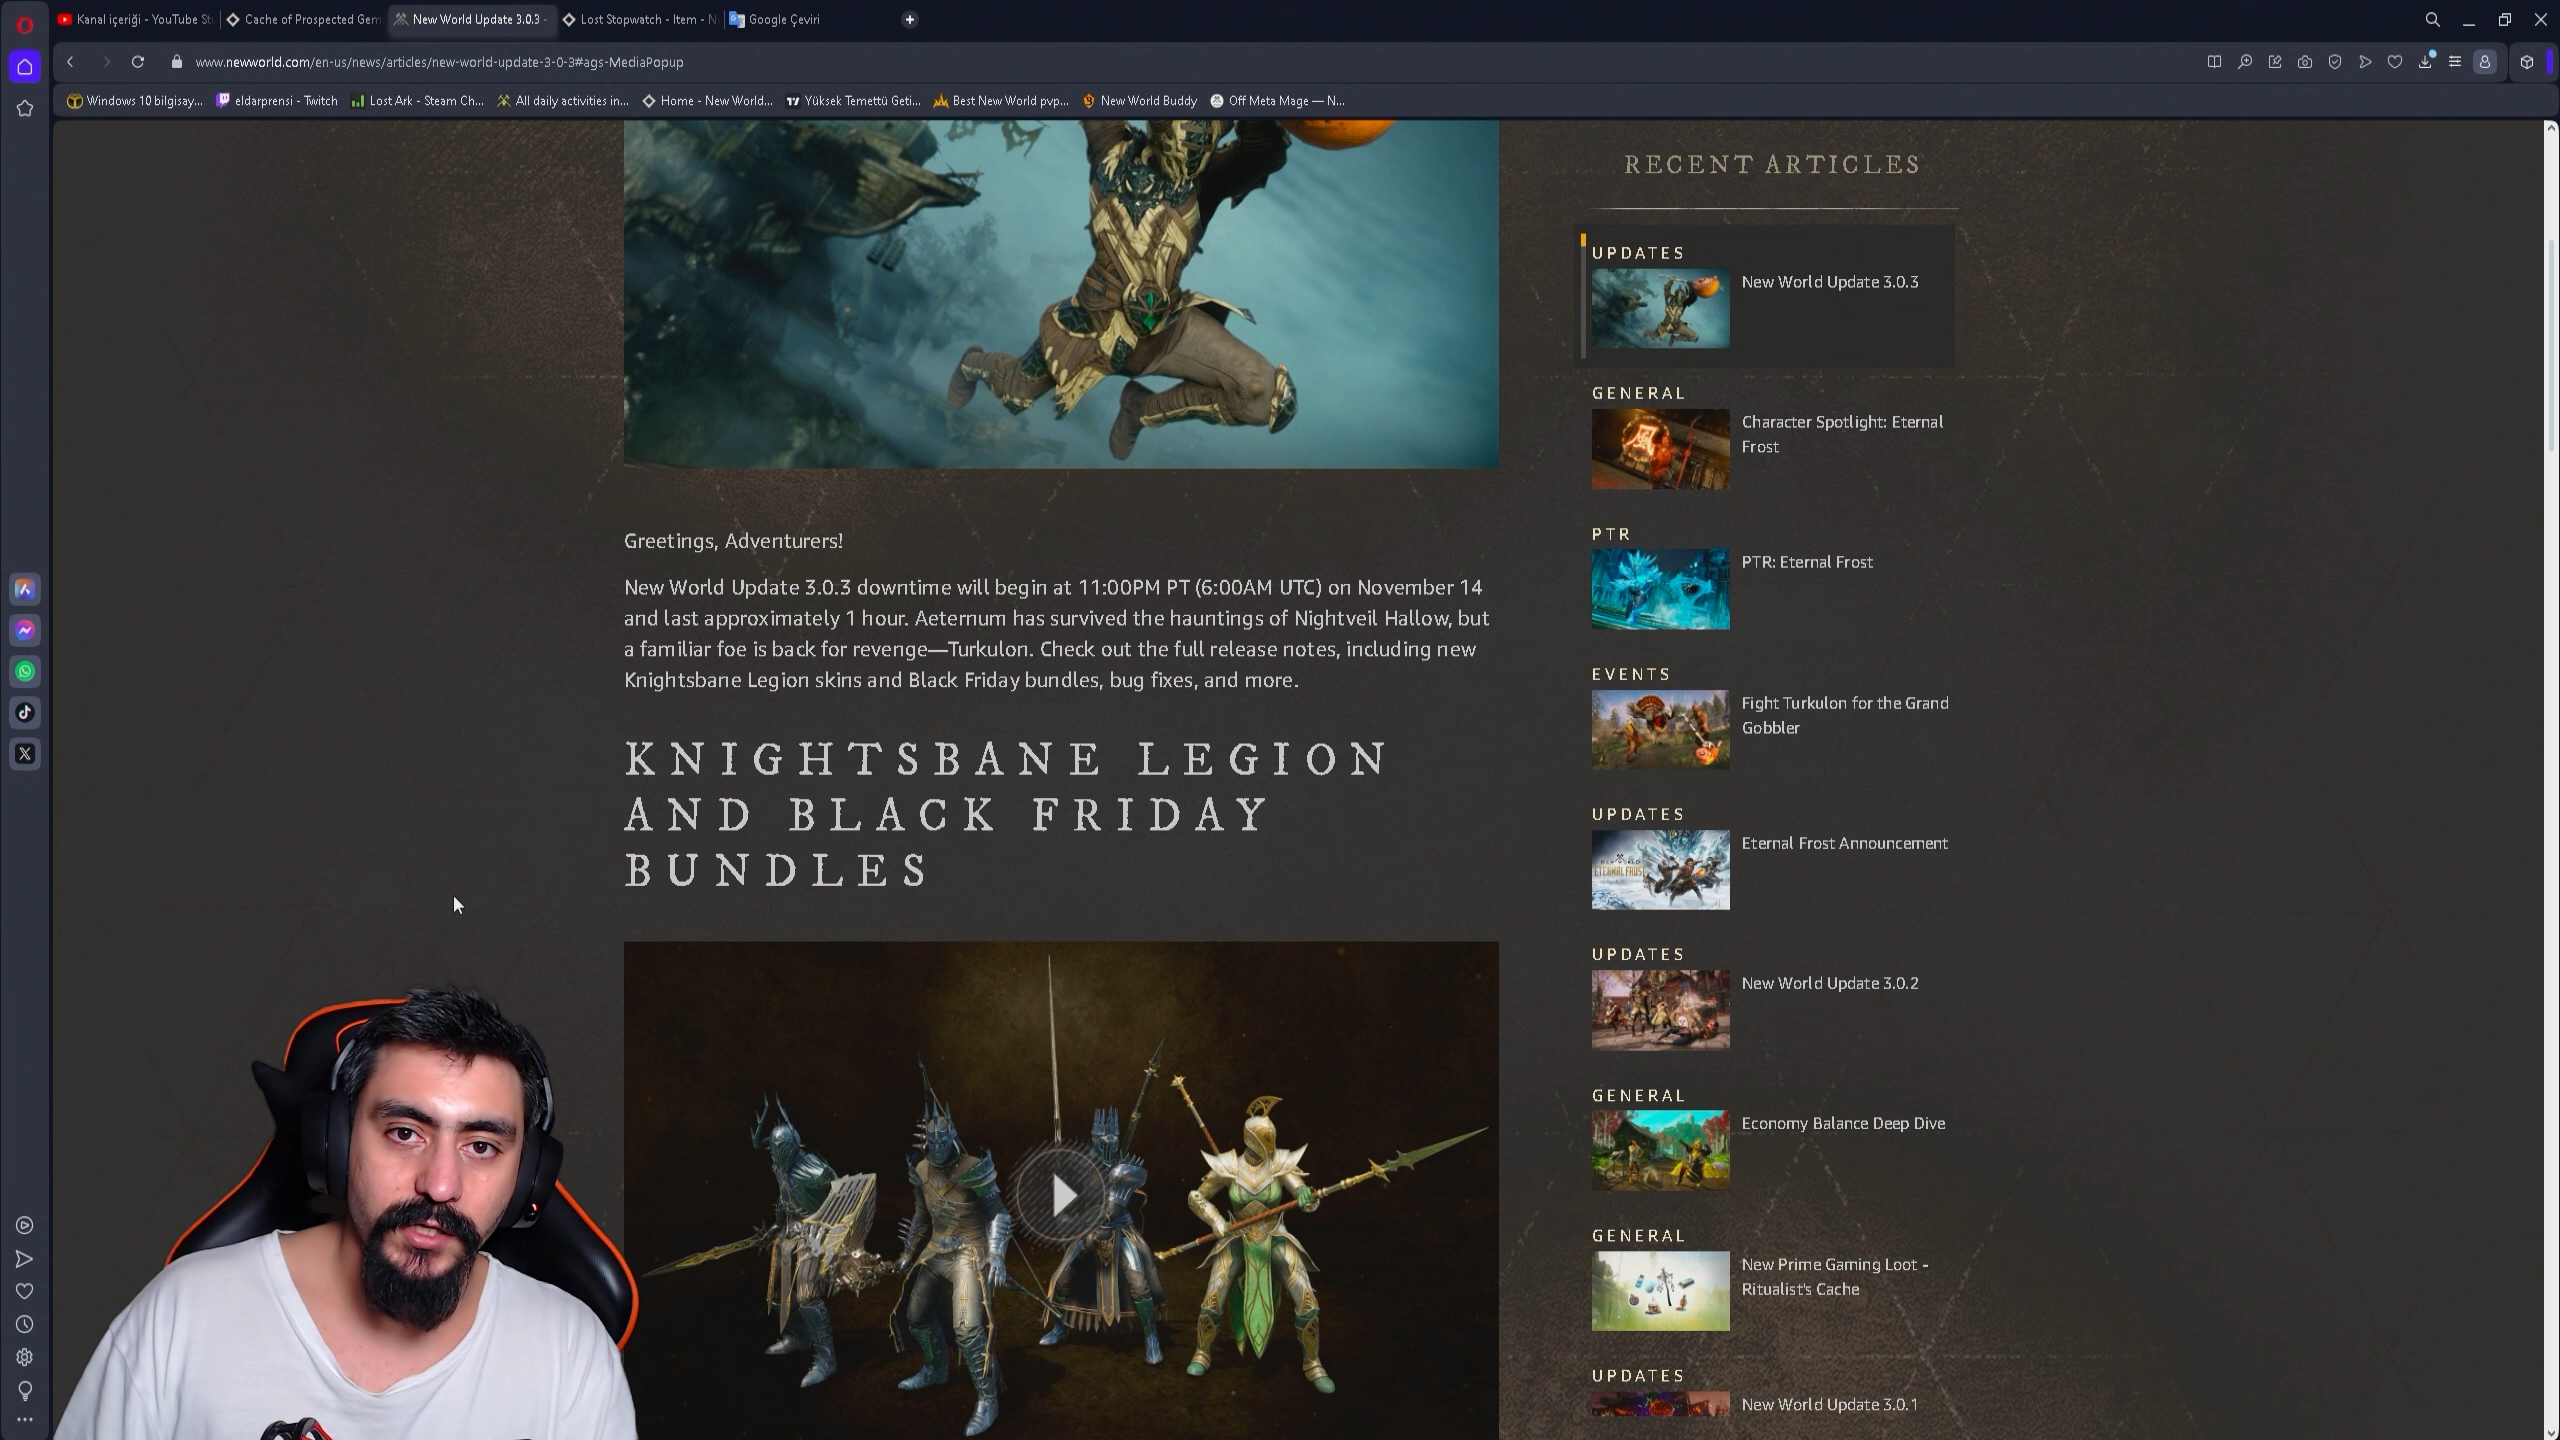 Kanal içeriği - YouTube St
Cache of Prospected Gem
New World Update 3.0.3 -
Lost Stopwatch - Item - N
Google Çeviri
www.newworld.com/en-us/news/articles/new-world-update-3-0-3#ags-MediaPopup
Windows 10 bilgisay...
eldarprensi - Twitch
Lost Ark - Steam Ch...
All daily activities in...
Home - New World...
Yüksek Temettü Geti...
Best New World pvp...
New World Buddy
Off Meta Mage — N...
Greetings, Adventurers!
New World Update 3.0.3 downtime will begin at 11:00PM PT (6:00AM UTC) on November 14
and last approximately 1 hour. Aeternum has survived the hauntings of Nightveil Hallow, but
a familiar foe is back for revenge—Turkulon. Check out the full release notes, including new
Knightsbane Legion skins and Black Friday bundles, bug fixes, and more.
KNIGHTSBANE LEGION
AND BLACK FRIDAY
BUNDLES
RECENT ARTICLES
UPDATES
New World Update 3.0.3
GENERAL
Character Spotlight: Eternal
Frost
PTR
PTR: Eternal Frost
EVENTS
Fight Turkulon for the Grand
Gobbler
UPDATES
Eternal Frost Announcement
ETERNAL FROST
UPDATES
New World Update 3.0.2
GENERAL
Economy Balance Deep Dive
GENERAL
New Prime Gaming Loot -
Ritualist's Cache
UPDATES
New World Update 3.0.1